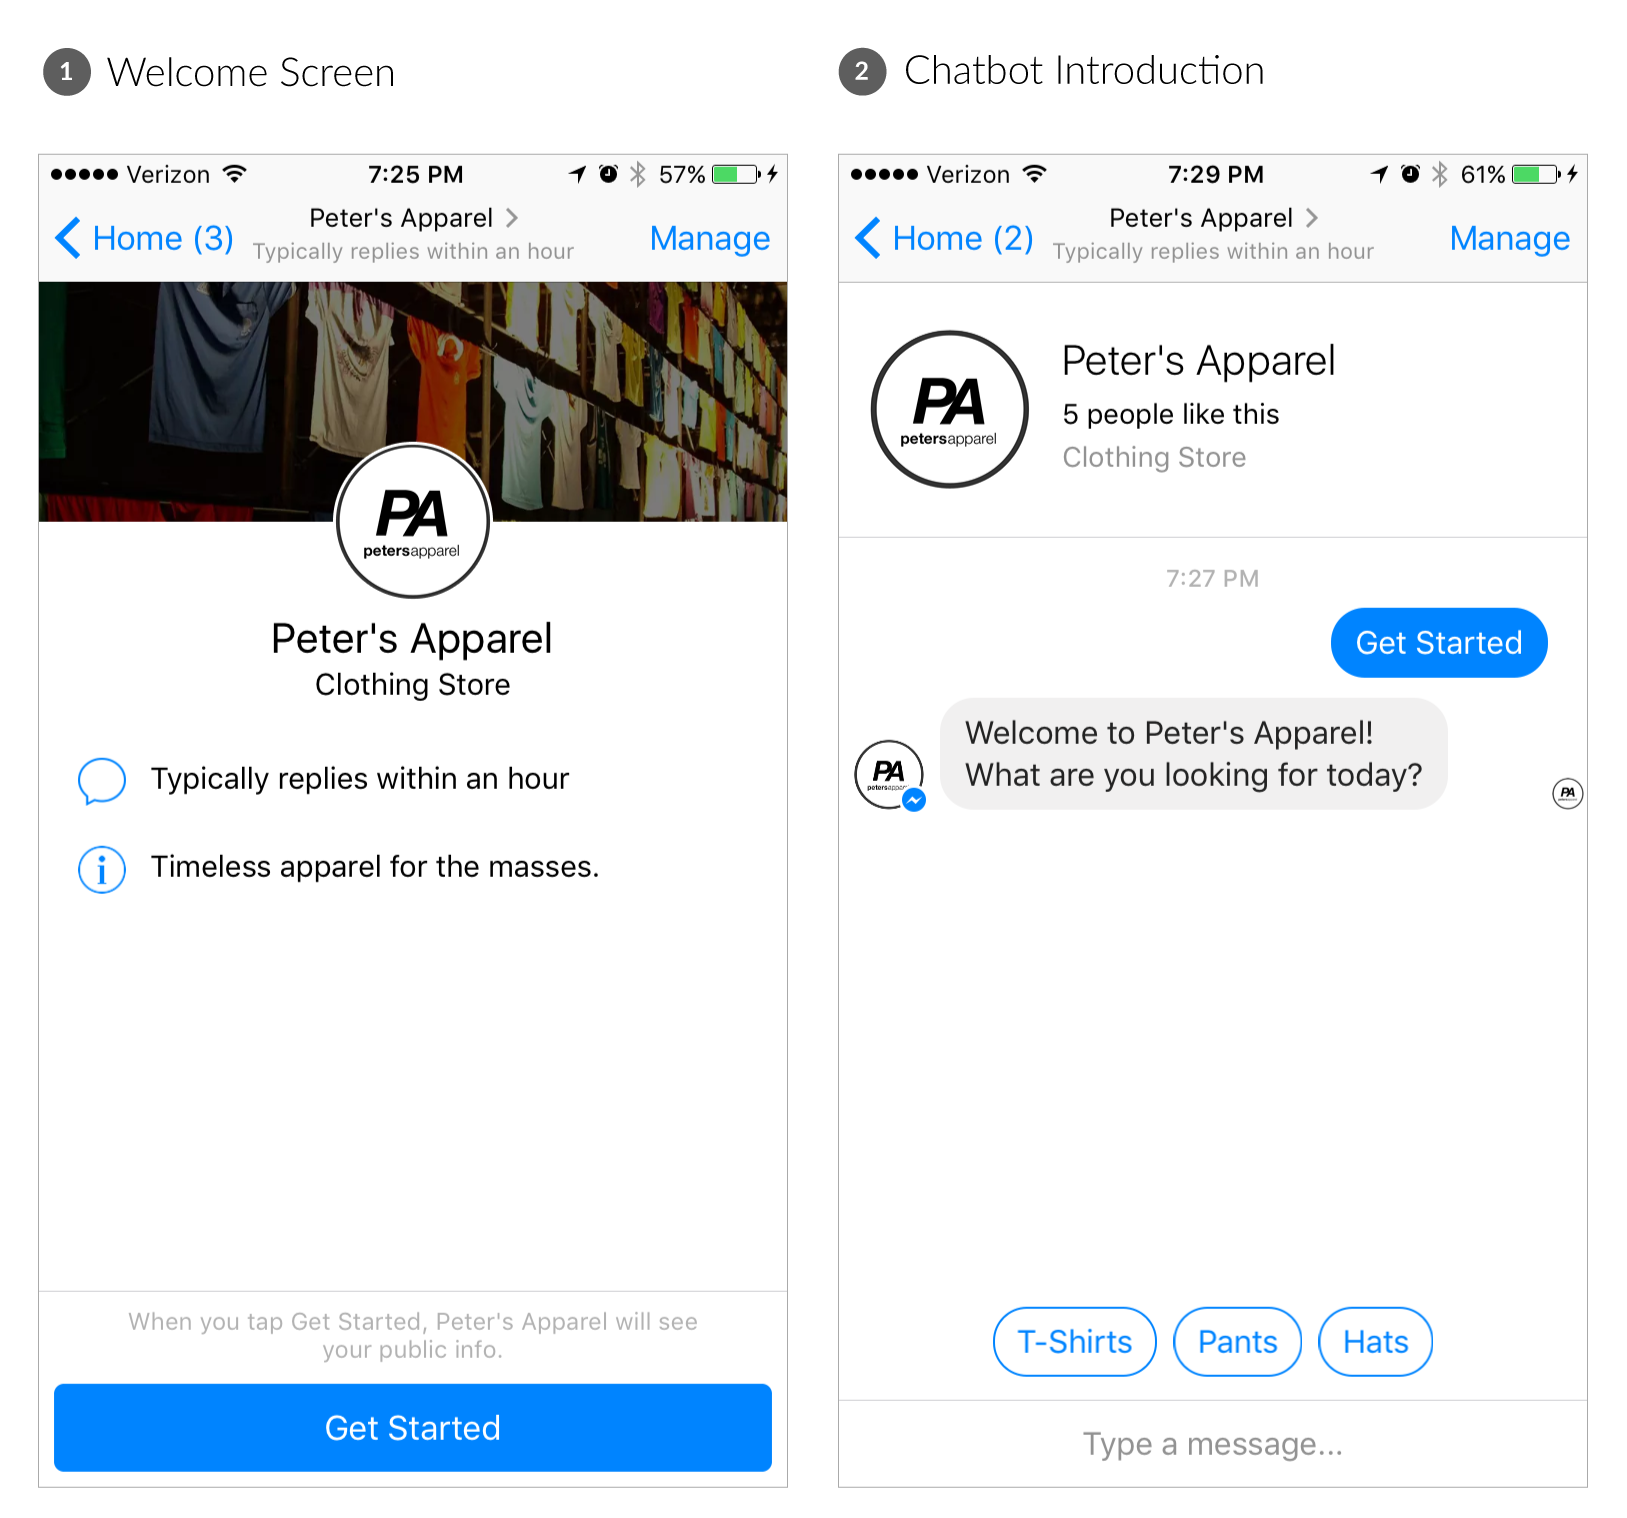 1 Welcome Screen
Verizon 7:25 PM 57%
Home (3)
Peter's Apparel
Typically replies within an hour
Manage
PA
petersapparel
Peter's Apparel
Clothing Store
Typically replies within an hour
i Timeless apparel for the masses.
When you tap Get Started, Peter's Apparel will see
your public info.
Get Started
2 Chatbot Introduction
Verizon 7:29 PM 61%
Home (2)
Peter's Apparel
Typically replies within an hour
Manage
PA
petersapparel
Peter's Apparel
5 people like this
Clothing Store
7:27 PM
Get Started
Welcome to Peter's Apparel!
What are you looking for today?
PA
petersapparel
PA
T-Shirts Pants Hats
Type a message...